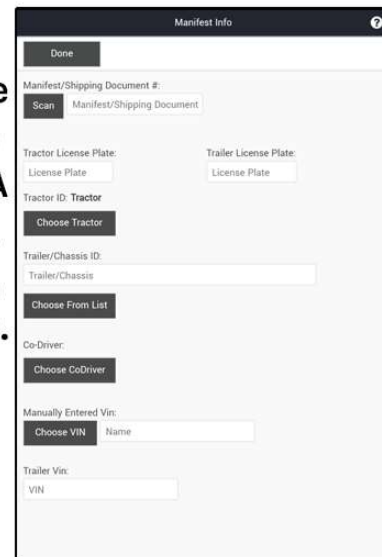 Manifest Info ?
Done
e
Manifest/Shipping Document #:
Scan Manifest/Shipping Document
Tractor License Plate: Trailer License Plate:
License Plate License Plate
A
Tractor ID: Tractor
Choose Tractor
Trailer/Chassis ID:
Trailer/Chassis
Choose From List
.
Co-Driver:
Choose CoDriver
Manually Entered Vin:
Choose VIN Name
Trailer Vin:
VIN